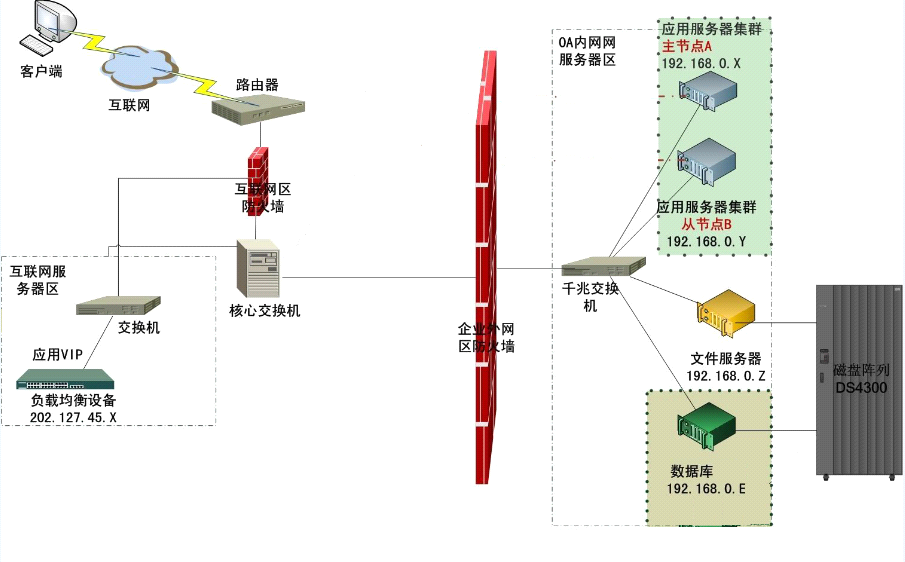 客户端
互联网
路由器
互联网区
防火墙
互联网服
务器区
交换机
应用VIP
负载均衡设备
202.127.45.X
核心交换机
企业外网
区防火墙
OA内网网
服务器区
应用服务器集群
主节点A
192.168.0.X
应用服务器集群
从节点B
192.168.0.Y
千兆交换
机
文件服务器
192.168.0.Z
磁盘阵列
DS4300
数据库
192.168.0.E